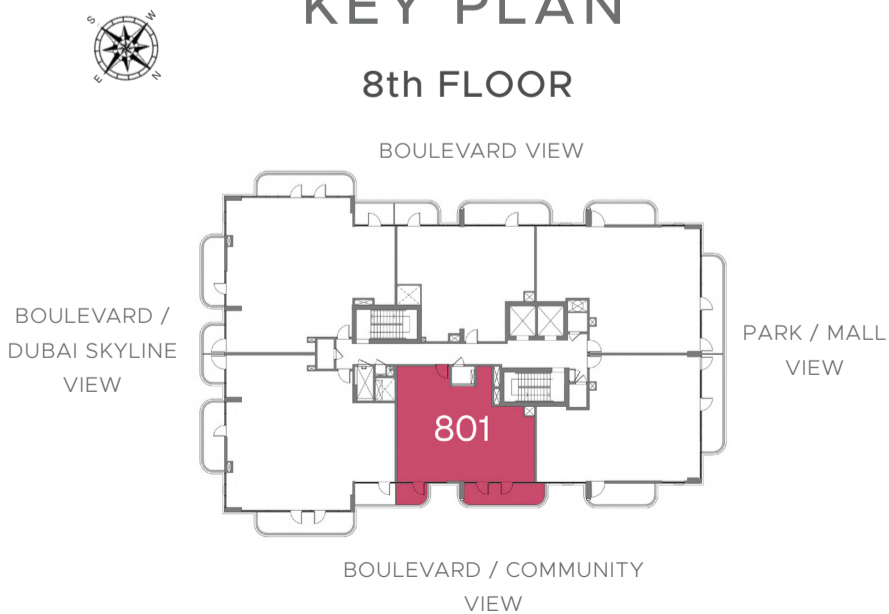 KEY PLAN
S W
E N
8th FLOOR
BOULEVARD VIEW
BOULEVARD /
DUBAI SKYLINE
VIEW
PARK / MALL
VIEW
801
BOULEVARD / COMMUNITY
VIEW